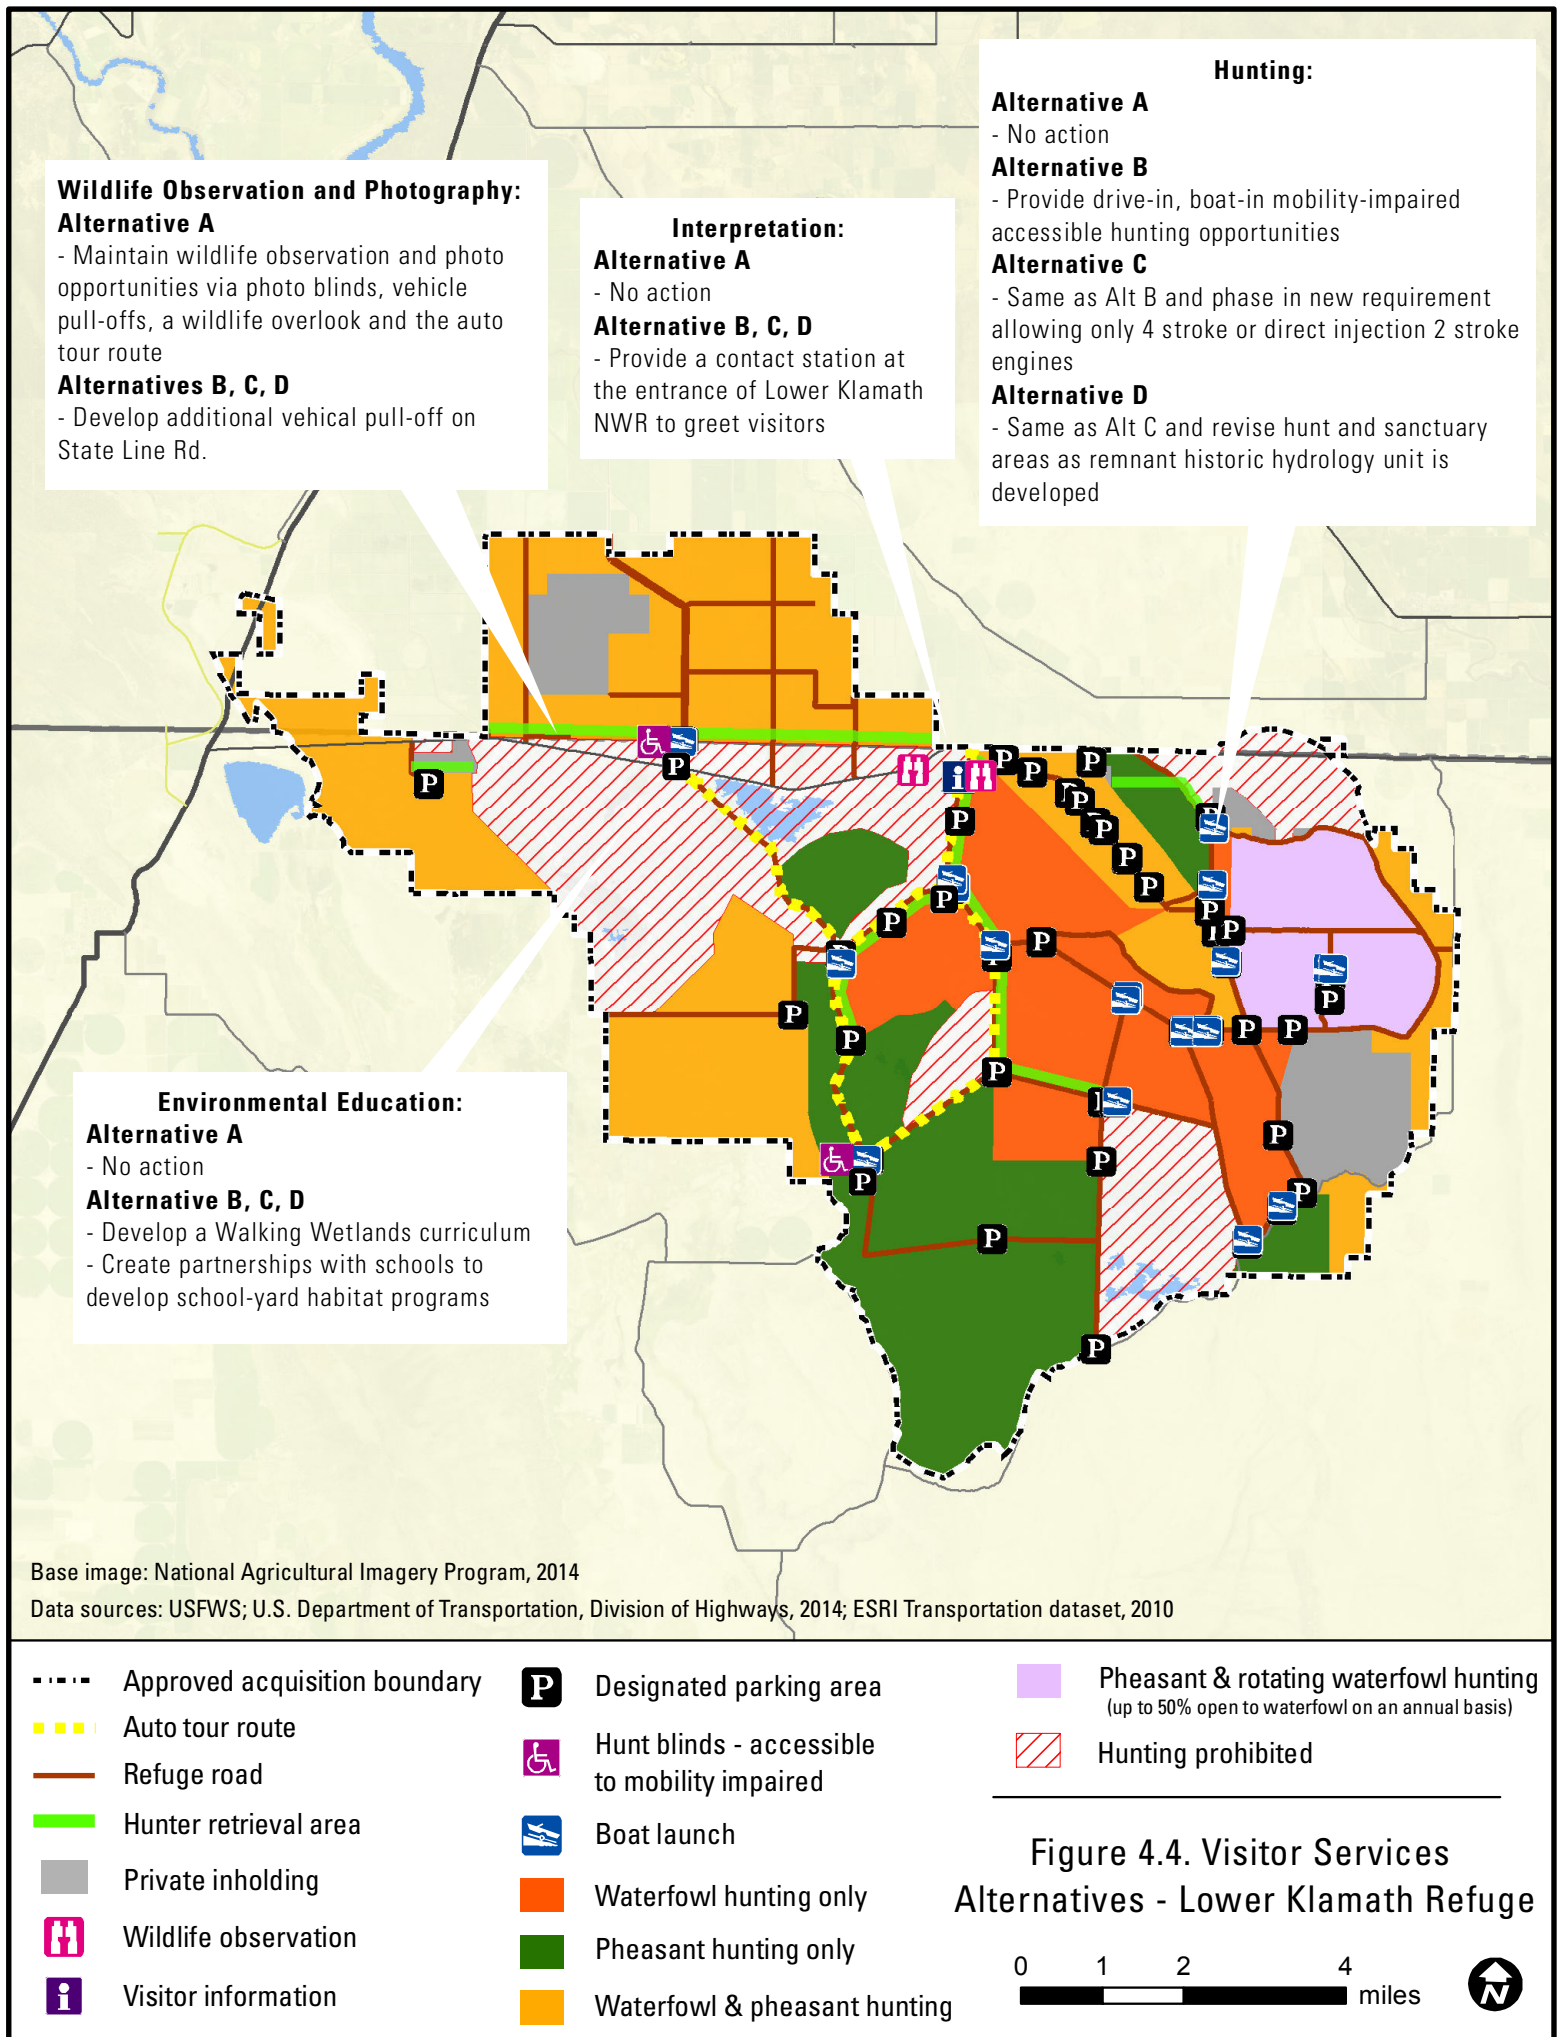 Hunting:
Alternative A
- No action
Alternative B
- Provide drive-in, boat-in mobility-impaired
accessible hunting opportunities
Alternative C
- Same as Alt B and phase in new requirement
allowing only 4 stroke or direct injection 2 stroke
engines
Alternative D
- Same as Alt C and revise hunt and sanctuary
areas as remnant historic hydrology unit is
developed
Wildlife Observation and Photography:
Alternative A
- Maintain wildlife observation and photo
opportunities via photo blinds, vehicle
pull-offs, a wildlife overlook and the auto
tour route
Alternatives B, C, D
- Develop additional vehical pull-off on
State Line Rd.
Interpretation:
Alternative A
- No action
Alternative B, C, D
- Provide a contact station at
the entrance of Lower Klamath
NWR to greet visitors
Environmental Education:
Alternative A
- No action
Alternative B, C, D
- Develop a Walking Wetlands curriculum
- Create partnerships with schools to
develop school-yard habitat programs
Base image: National Agricultural Imagery Program, 2014
Data sources: USFWS; U.S. Department of Transportation, Division of Highways, 2014; ESRI Transportation dataset, 2010
Approved acquisition boundary
Auto tour route
Refuge road
Hunter retrieval area
Private inholding
Wildlife observation
i Visitor information
P Designated parking area
Hunt blinds - accessible
to mobility impaired
Boat launch
Waterfowl hunting only
Pheasant hunting only
Waterfowl & pheasant hunting
Pheasant & rotating waterfowl hunting
(up to 50% open to waterfowl on an annual basis)
Hunting prohibited
Figure 4.4. Visitor Services
Alternatives - Lower Klamath Refuge
0 1 2 4
miles
N